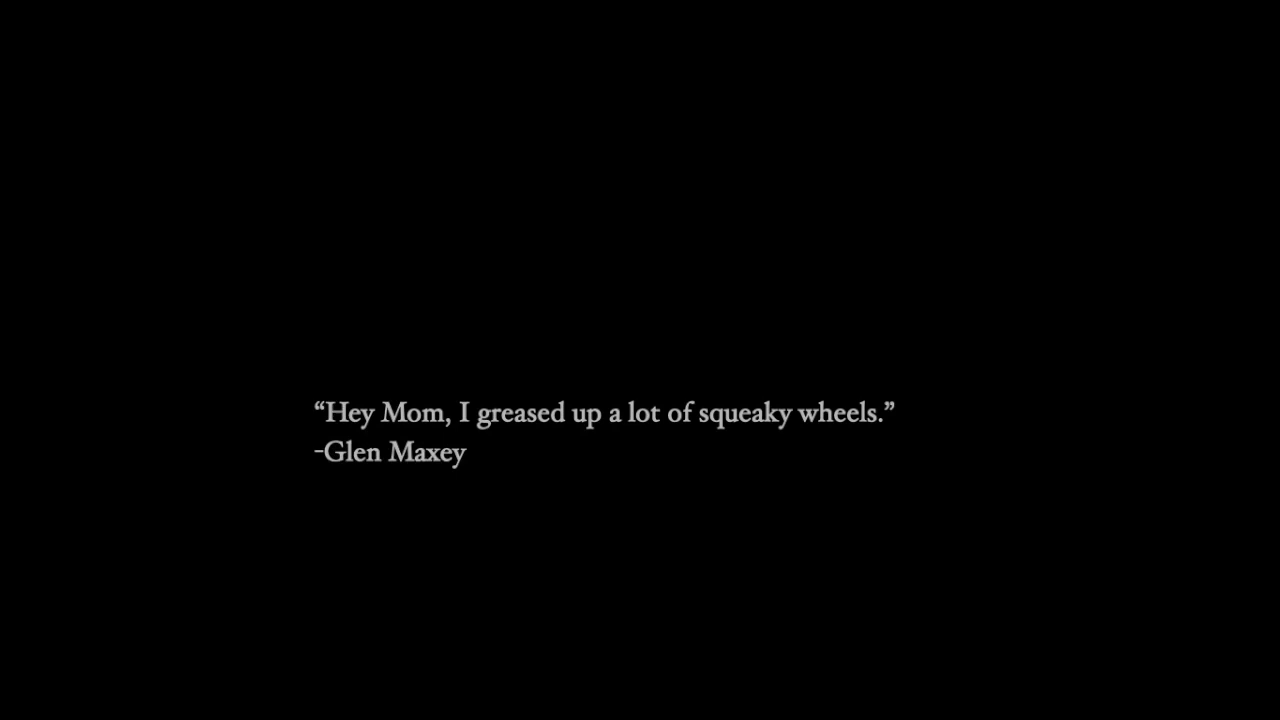 “Hey Mom, I greased up a lot of squeaky wheels.”
-Glen Maxey